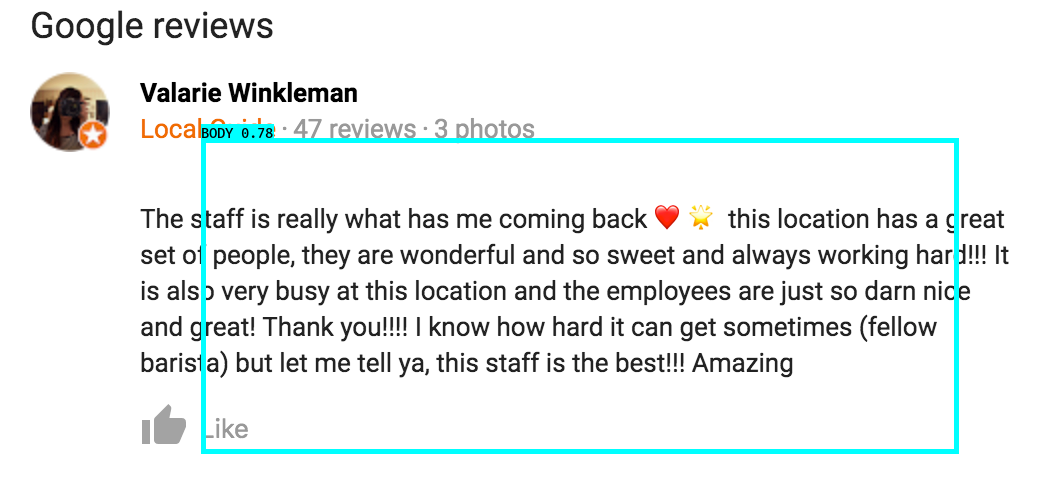 Google reviews
Valarie Winkleman
Local Guide · 47 reviews · 3 photos
BODY 0.78
The staff is really what has me coming back ❤️ 🌟 this location has a great
set of people, they are wonderful and so sweet and always working hard!!! It
is also very busy at this location and the employees are just so darn nice
and great! Thank you!!!! I know how hard it can get sometimes (fellow
barista) but let me tell ya, this staff is the best!!! Amazing
Like